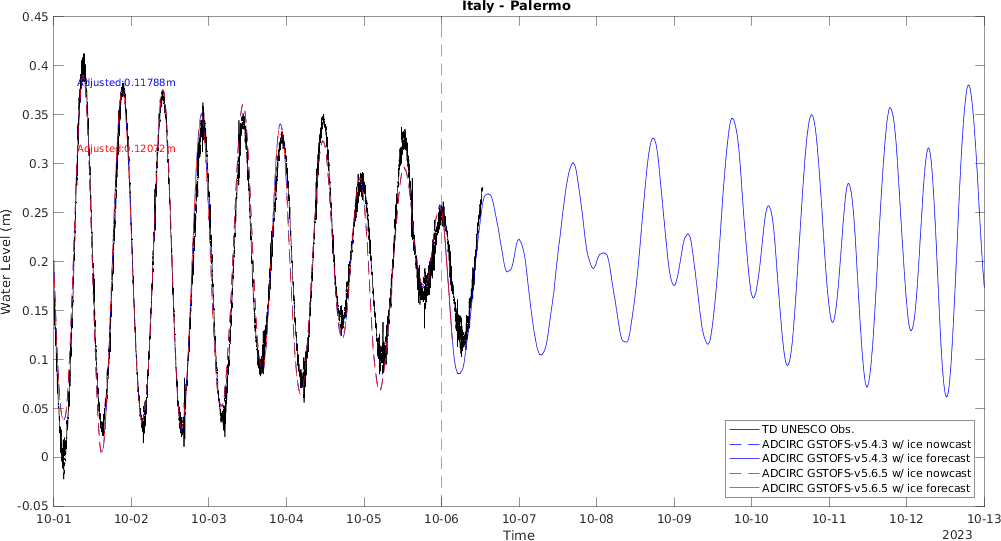 Italy - Palermo
0.45
0.4
0.35
0.3
0.25
0.2
0.15
0.1
0.05
0
-0.05
Water Level (m)
Adjusted:0.11788m
Adjusted:0.12072m
TD UNESCO Obs.
ADCIRC GSTOFS-v5.4.3 w/ ice nowcast
ADCIRC GSTOFS-v5.4.3 w/ ice forecast
ADCIRC GSTOFS-v5.6.5 w/ ice nowcast
ADCIRC GSTOFS-v5.6.5 w/ ice forecast
10-01 10-02 10-03 10-04 10-05 10-06 10-07 10-08 10-09 10-10 10-11 10-12 10-13
Time
2023